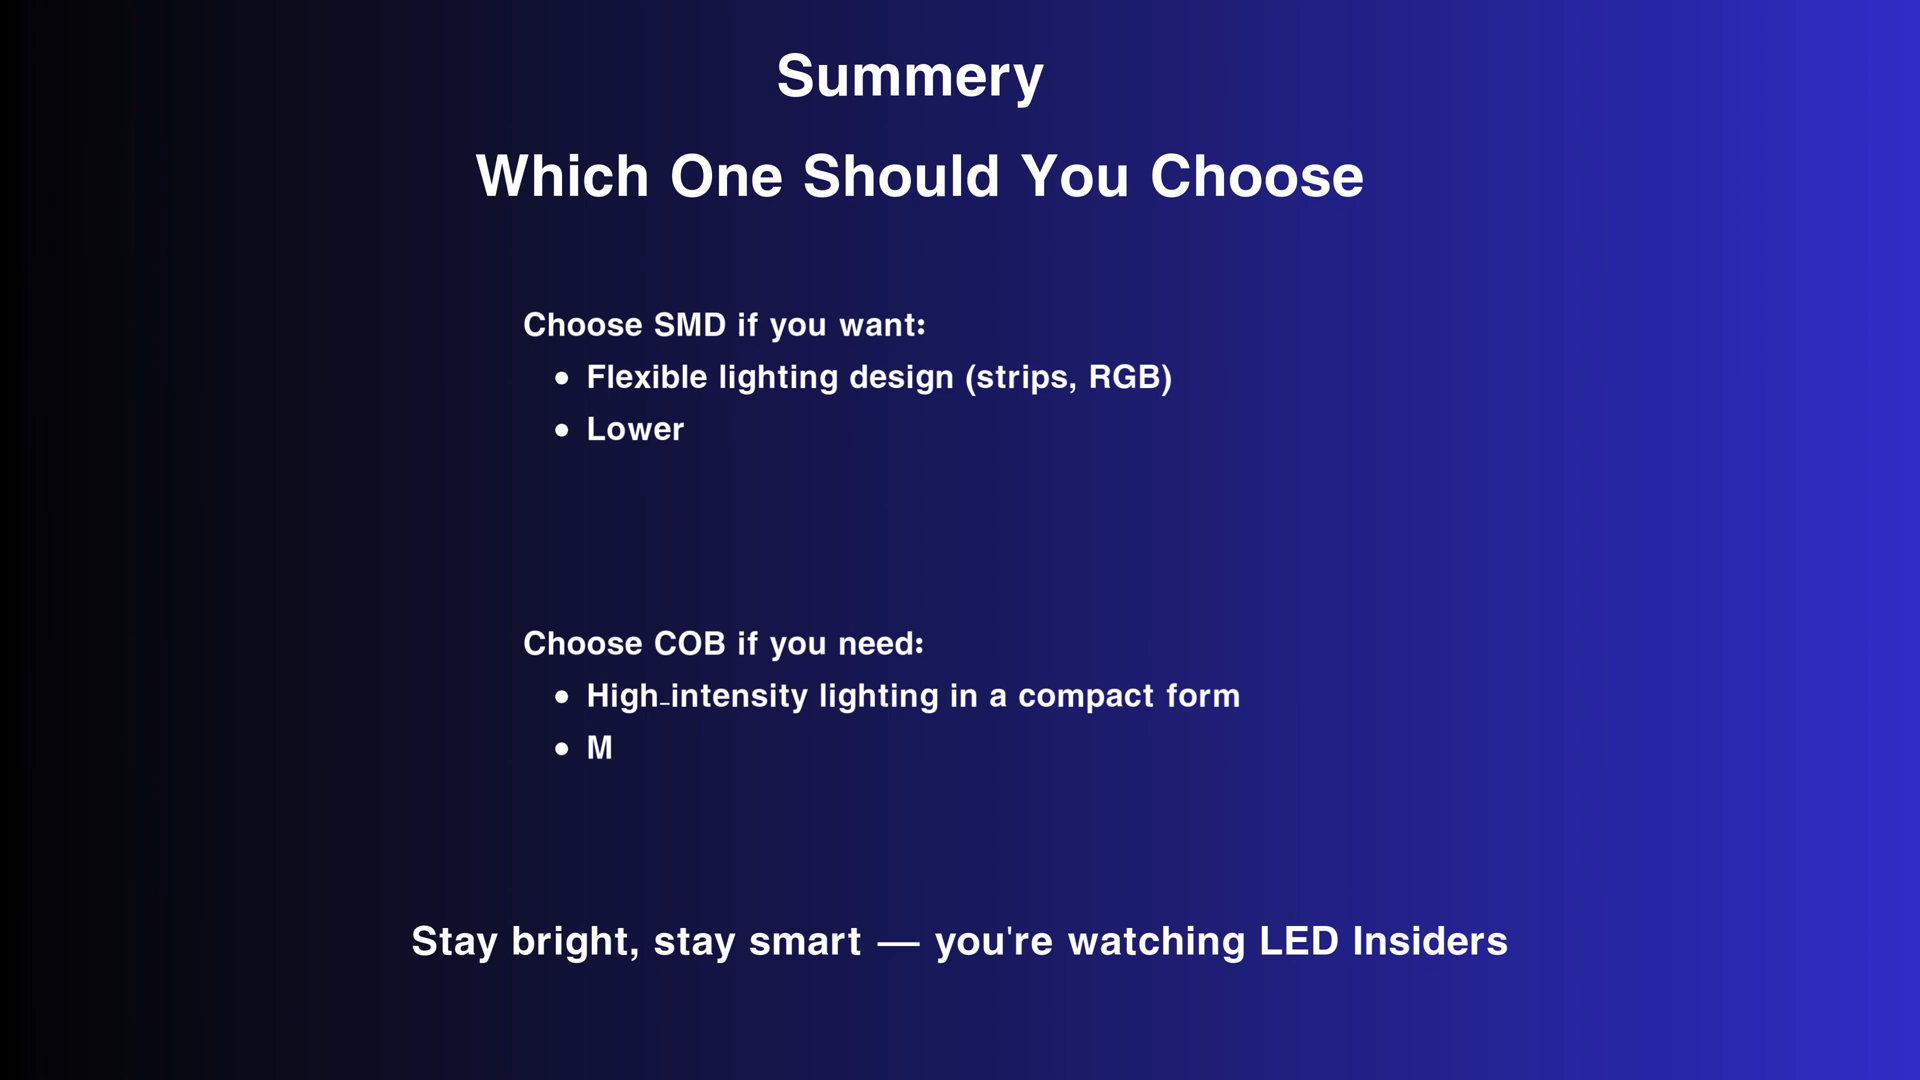 Summery
Which One Should You Choose
Choose SMD if you want:
• Flexible lighting design (strips, RGB)
• Lower
Choose COB if you need:
• High-intensity lighting in a compact form
• M
Stay bright, stay smart — you're watching LED Insiders